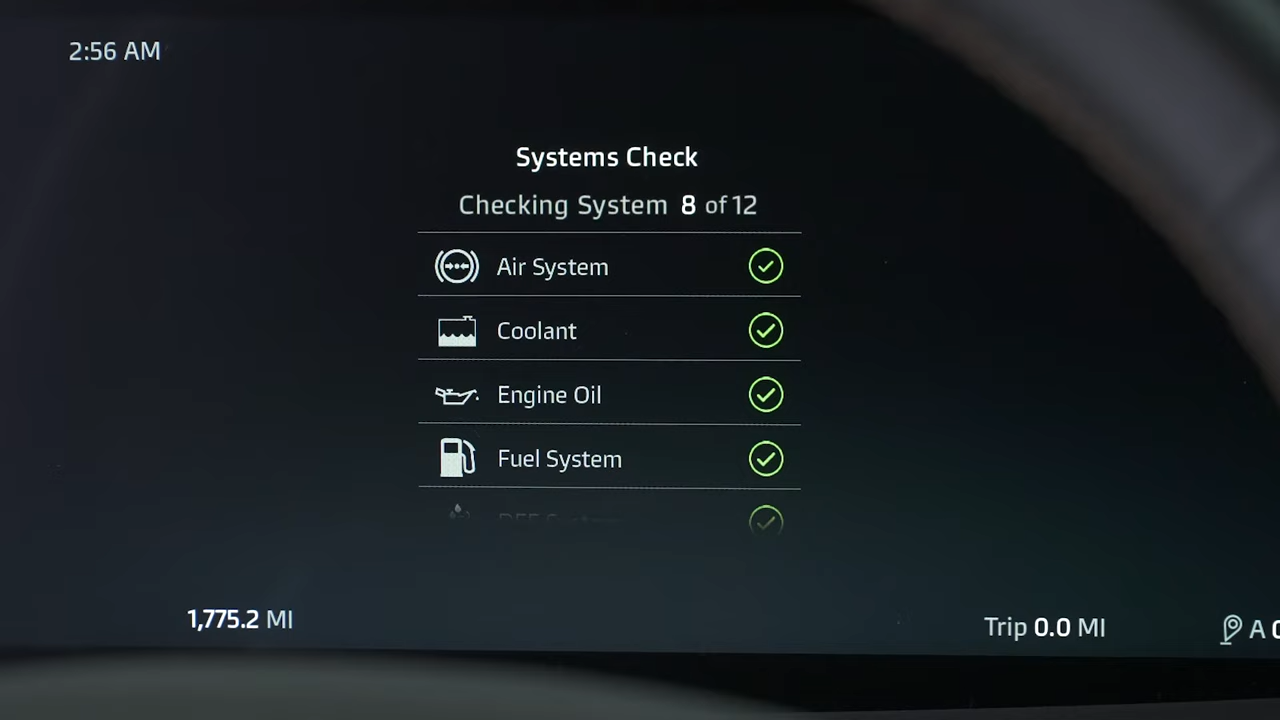 2:56 AM
Systems Check
Checking System 8 of 12
Air System
Coolant
Engine Oil
Fuel System
1,775.2 MI
Trip 0.0 MI
A